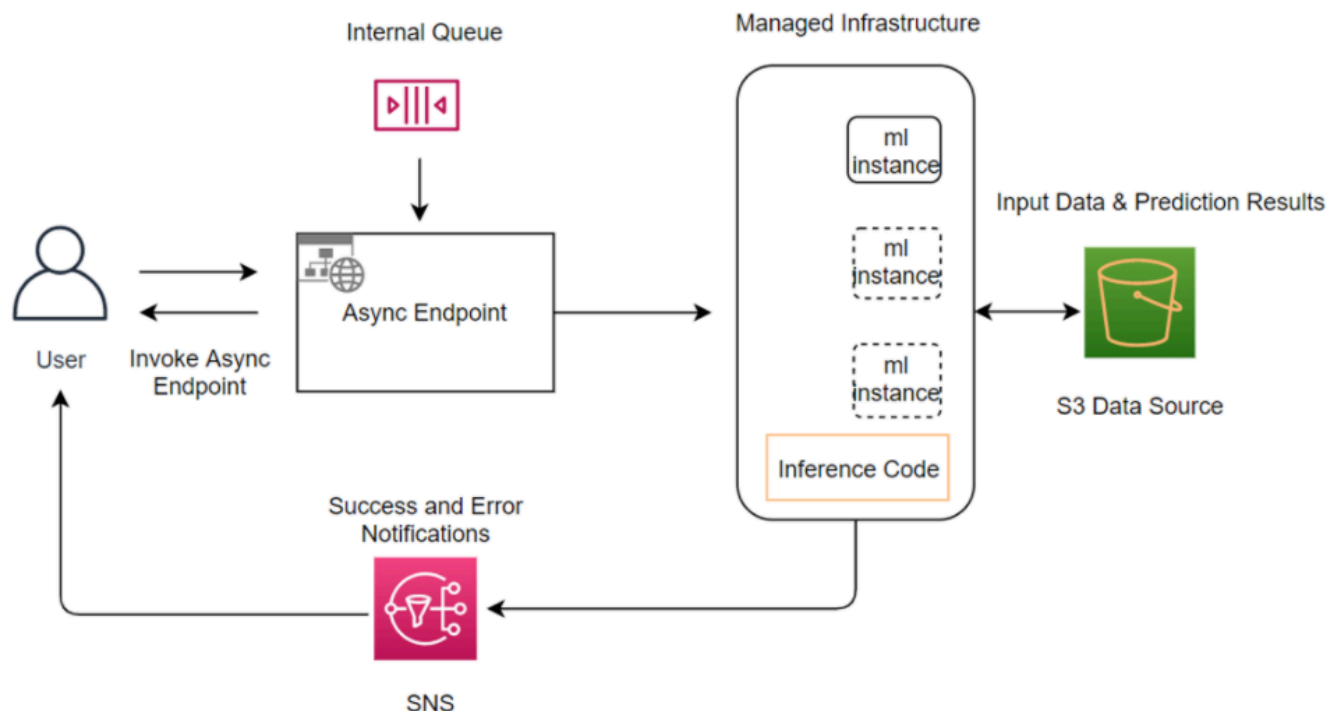 Internal Queue
Managed Infrastructure
ml
instance
Input Data & Prediction Results
ml
instance
Async Endpoint
User
Invoke Async
Endpoint
ml
instance
S3 Data Source
Inference Code
Success and Error
Notifications
SNS